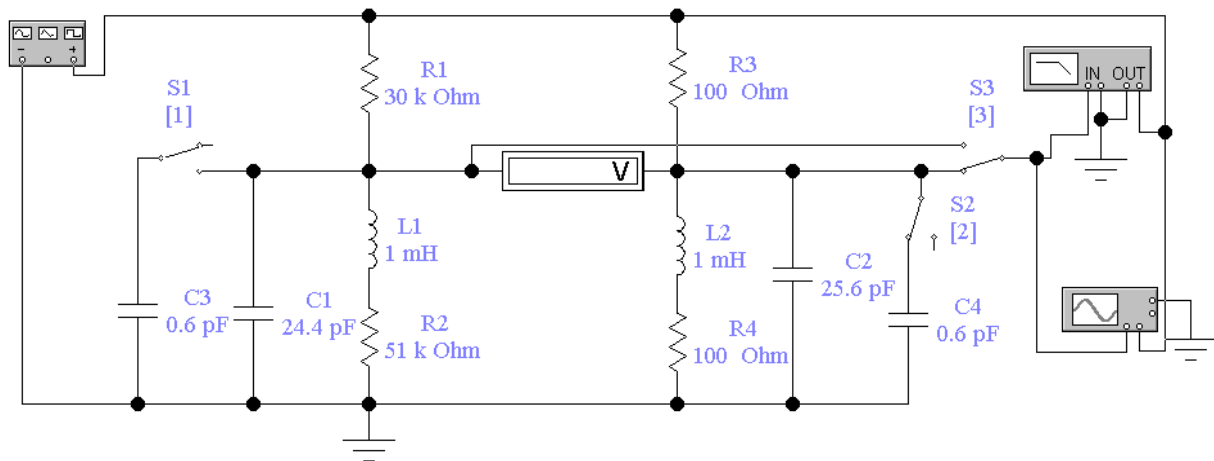 R1
30 k Ohm
R3
100 Ohm
IN OUT
S1
[1]
S3
[3]
V
S2
[2]
L1
1 mH
L2
1 mH
C2
25.6 pF
C3
0.6 pF
C1
24.4 pF
R2
51 k Ohm
R4
100 Ohm
C4
0.6 pF
- +